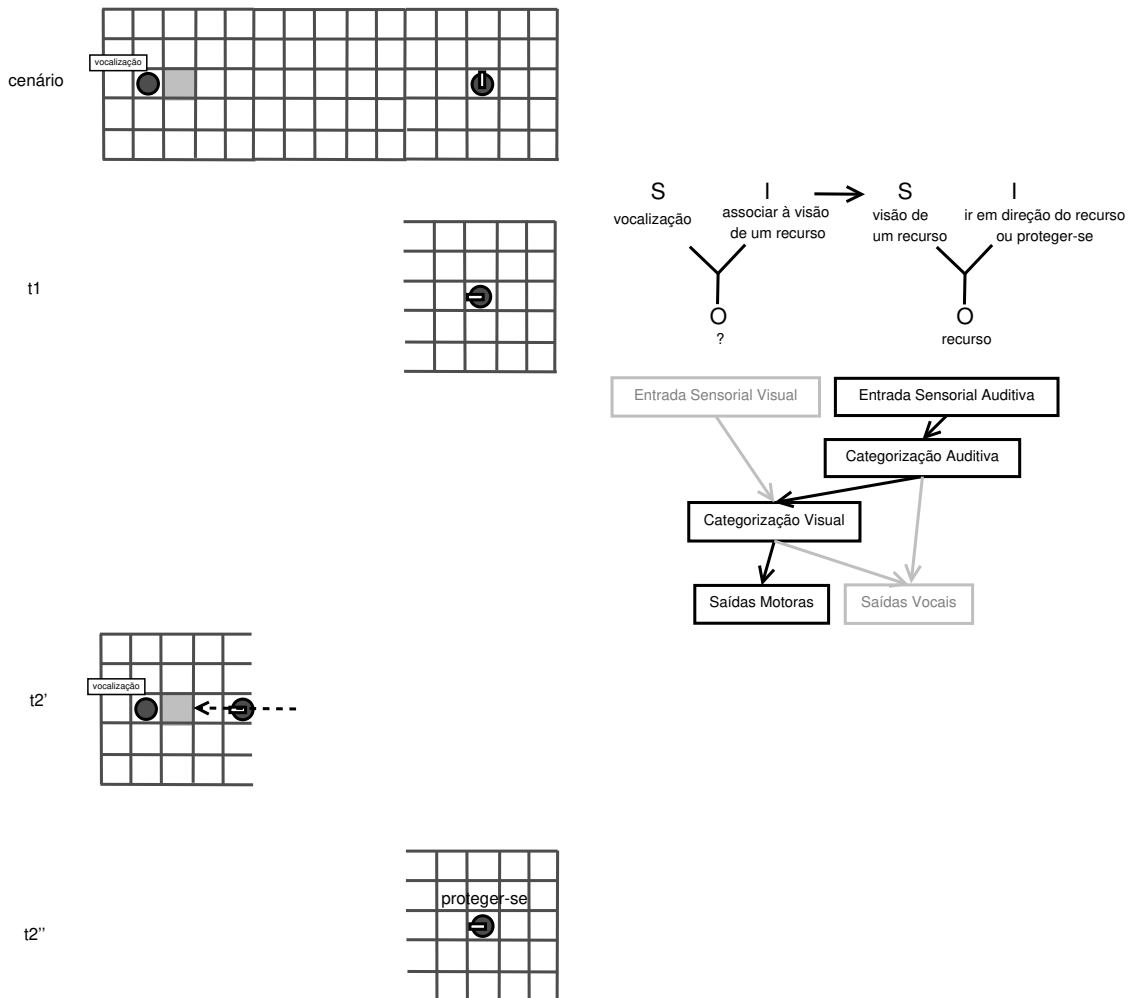 cenário
vocalização
t1
S I S I
vocalização
associar à visão
de um recurso
visão de
um recurso
ir em direção do recurso
ou proteger-se
O O
? recurso
Entrada Sensorial Visual
Entrada Sensorial Auditiva
Categorização Auditiva
Categorização Visual
Saídas Motoras
Saídas Vocais
t2'
vocalização
t2''
proteger-se